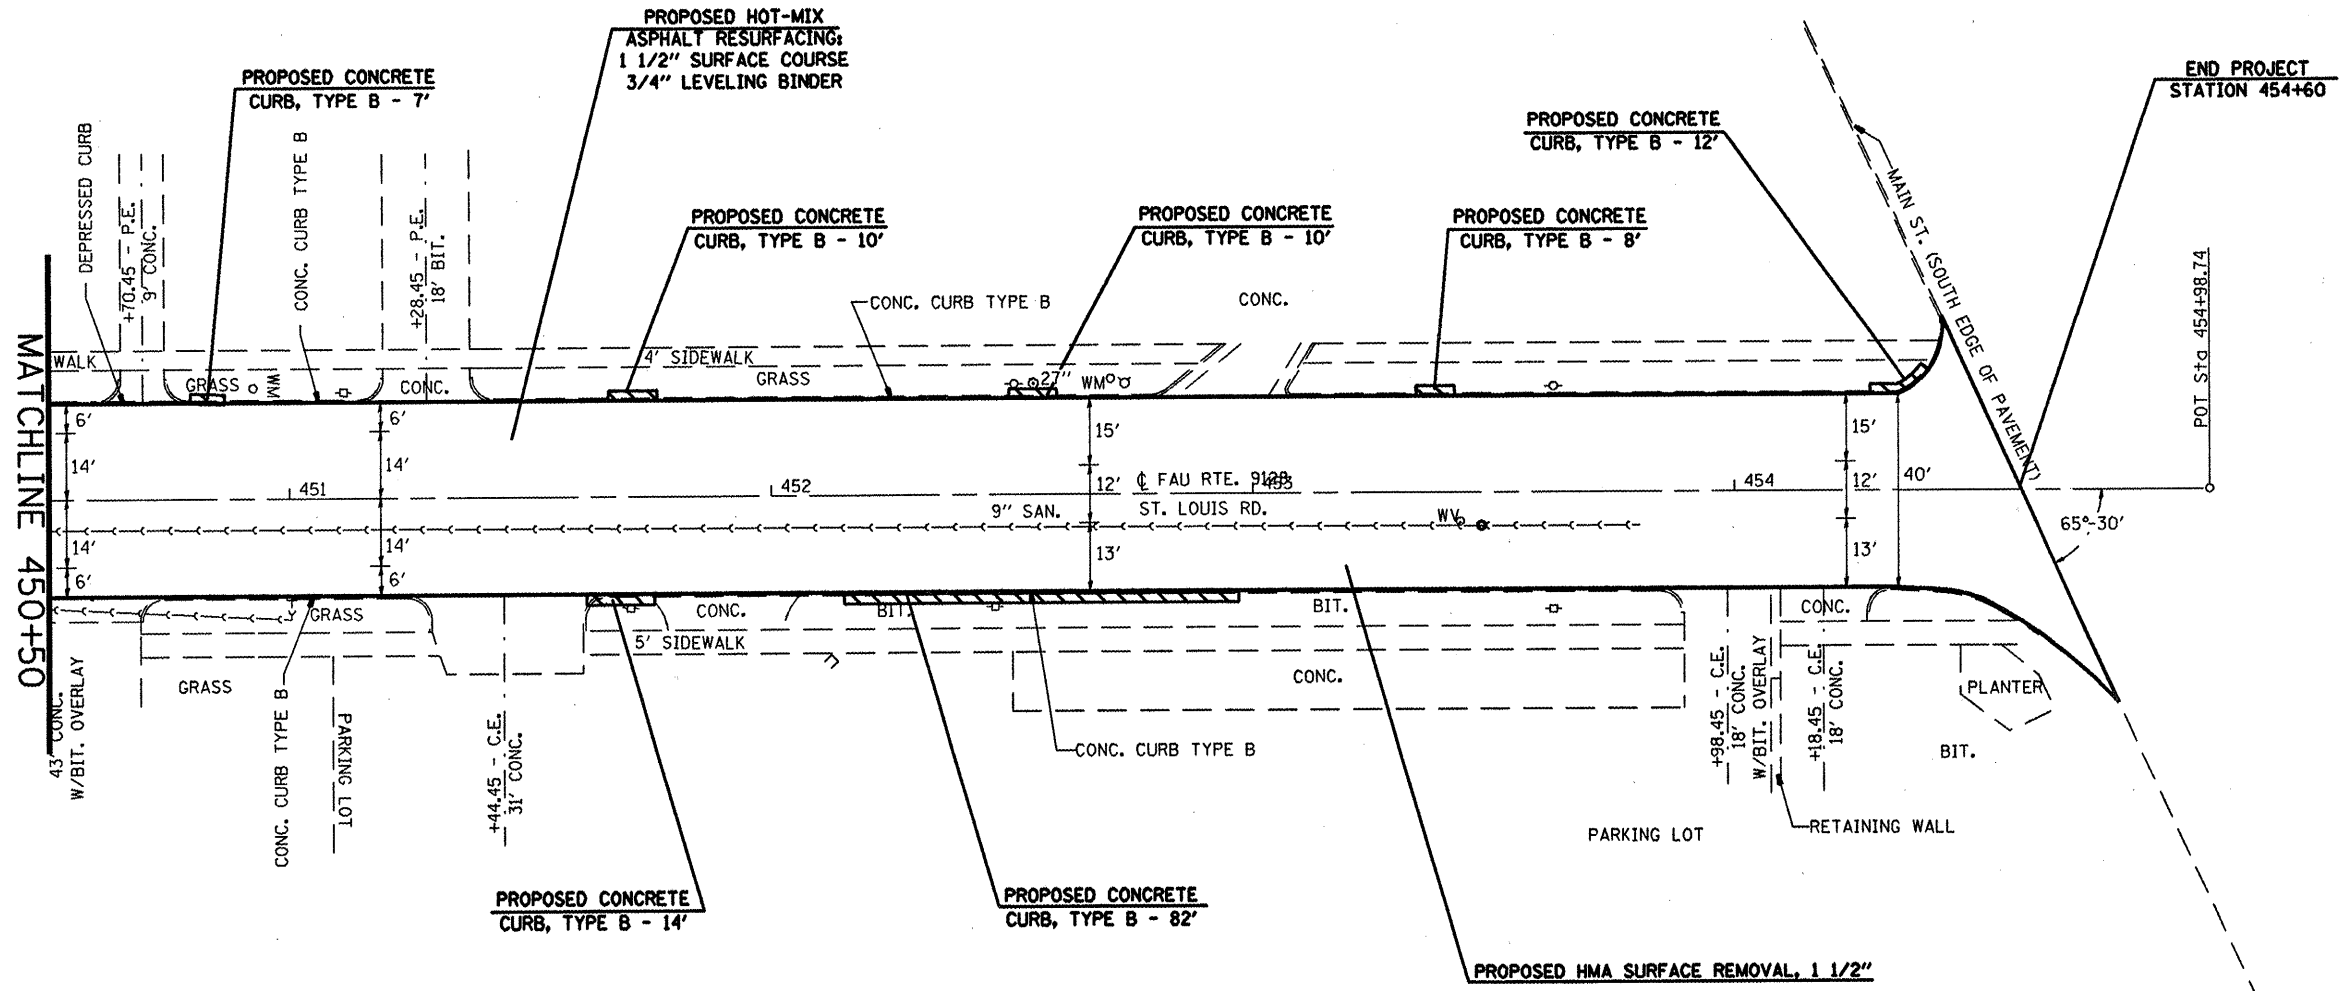 PROPOSED HOT-MIX
ASPHALT RESURFACING:
1 1/2" SURFACE COURSE
3/4" LEVELING BINDER
PROPOSED CONCRETE
CURB, TYPE B - 7'
END PROJECT
STATION 454+60
PROPOSED CONCRETE
CURB, TYPE B - 12'
PROPOSED CONCRETE
CURB, TYPE B - 10'
PROPOSED CONCRETE
CURB, TYPE B - 10'
PROPOSED CONCRETE
CURB, TYPE B - 8'
DEPRESSED CURB
+70.45 - P.E.
9' CONC.
CONC. CURB TYPE B
+28.45 - P.E.
18' BIT.
CONC. CURB TYPE B
CONC.
MAIN ST. (SOUTH EDGE OF PAVEMENT)
POT Sta 454+98.74
MATCHLINE 450+50
WALK
GRASS
WM
CONC.
4' SIDEWALK
GRASS
27"
WM
6'
14'
14'
6'
6'
14'
14'
6'
15'
12'
13'
15'
12'
13'
40'
451
452
453
454
℄ FAU RTE. 9128
ST. LOUIS RD.
9" SAN.
WV
65°-30'
GRASS
CONC.
BIT.
BIT.
CONC.
5' SIDEWALK
GRASS
CONC.
PLANTER
BIT.
43' CONC.
W/BIT. OVERLAY
CONC. CURB TYPE B
PARKING LOT
+44.45 - C.E.
31' CONC.
CONC. CURB TYPE B
+98.45 - C.E.
18' CONC.
W/BIT. OVERLAY
+18.45 - C.E.
18' CONC.
RETAINING WALL
PARKING LOT
PROPOSED CONCRETE
CURB, TYPE B - 14'
PROPOSED CONCRETE
CURB, TYPE B - 82'
PROPOSED HMA SURFACE REMOVAL, 1 1/2"